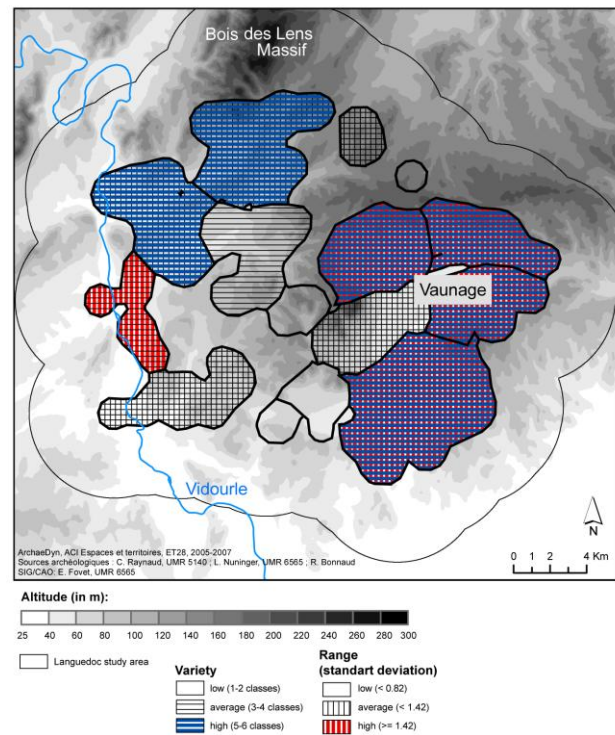 Bois des Lens
Massif
Vaunage
Vidourle
N
0 1 2 4 Km
ArchaeDyn, ACI Espaces et territoires, ET28, 2005-2007
Sources archéologiques : C. Raynaud, UMR 5140 ; L. Nuninger, UMR 6565 ; R. Bonnaud
SIG/CAO: E. Fovet, UMR 6565
Altitude (in m):
25 40 60 80 100 120 140 160 180 200 220 240 260 280 300
Languedoc study area
Variety
low (1-2 classes)
average (3-4 classes)
high (5-6 classes)
Range
(standart deviation)
low (< 0.82)
average (< 1.42)
high (>= 1.42)